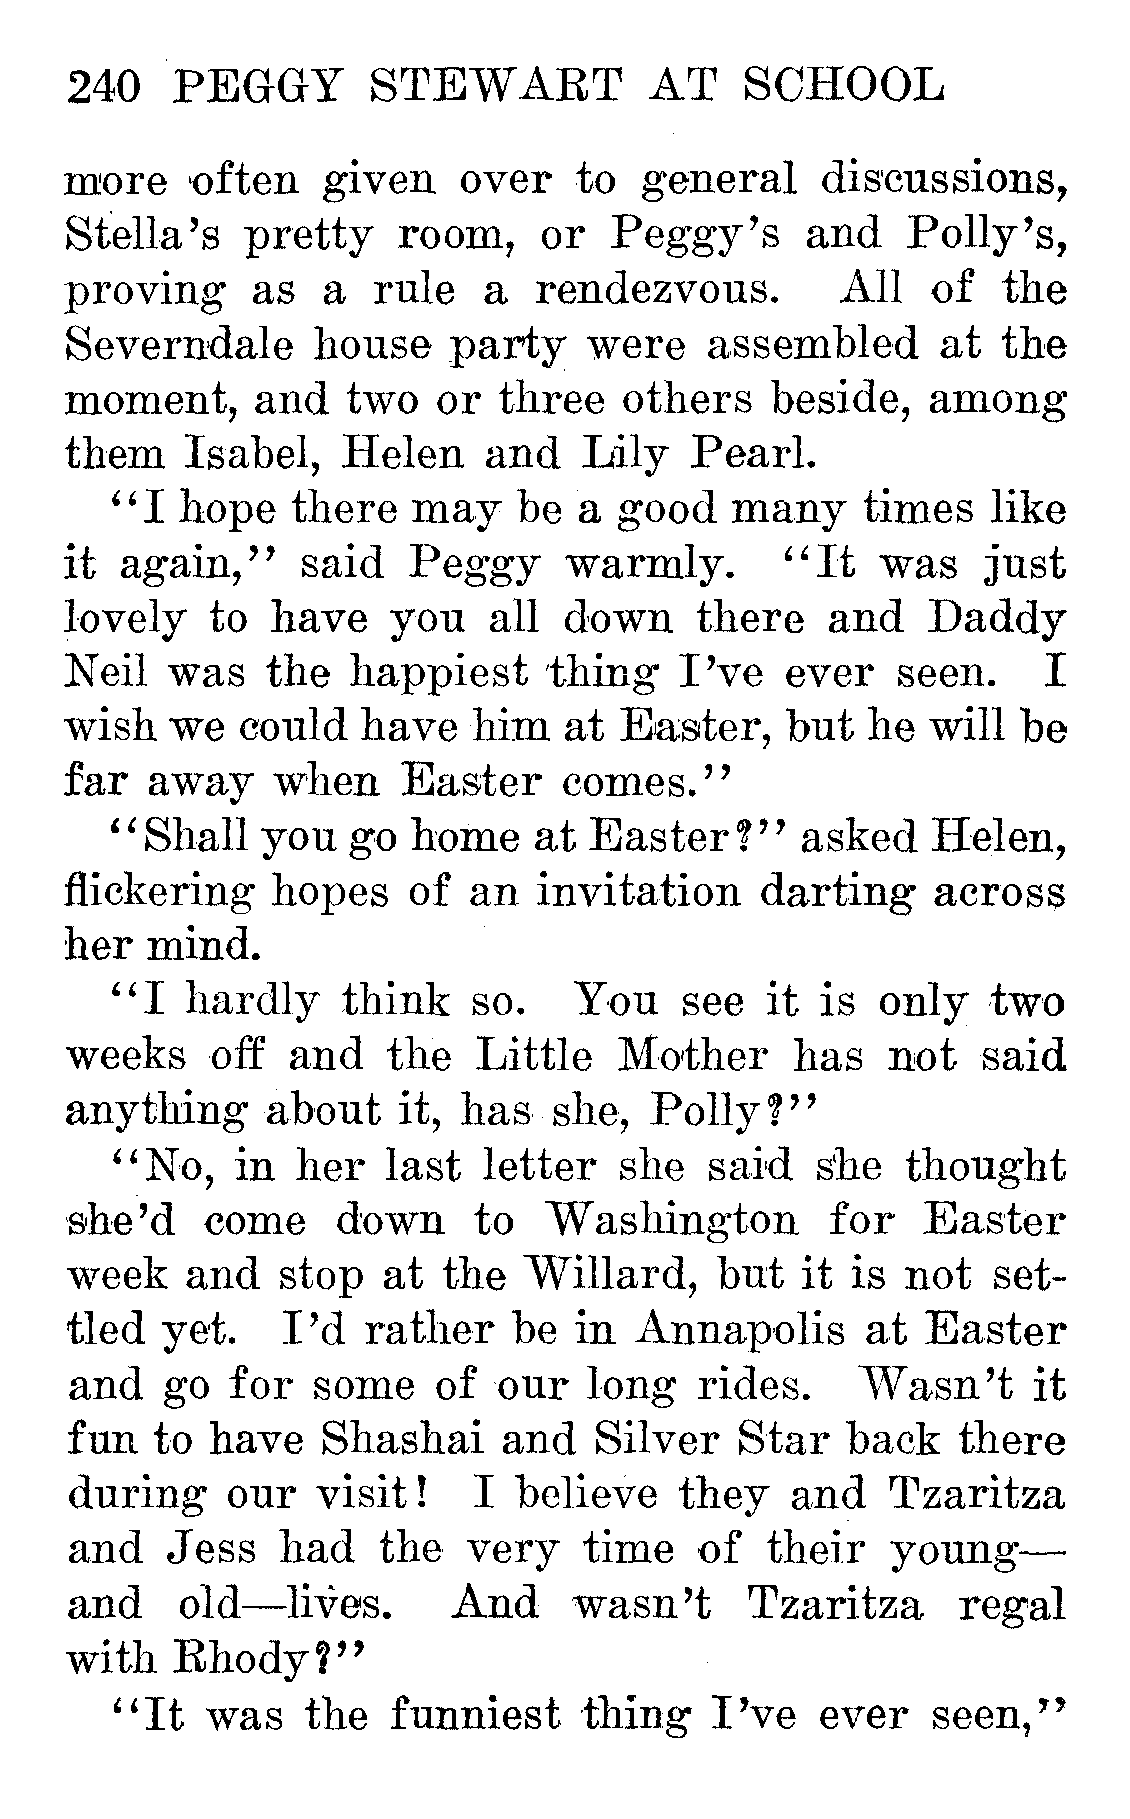 240 PEGGY STEWART AT SCHOOL
more often given over to general discussions,
Stella's pretty room, or Peggy's and Polly's,
proving as a rule a rendezvous. All of the
Severndale house party were assembled at the
moment, and two or three others beside, among
them Isabel, Helen and Lily Pearl.
"I hope there may be a good many times like
it again," said Peggy warmly. "It was just
lovely to have you all down there and Daddy
Neil was the happiest thing I've ever seen. I
wish we could have him at Easter, but he will be
far away when Easter comes."
"Shall you go home at Easter?" asked Helen,
flickering hopes of an invitation darting across
her mind.
"I hardly think so. You see it is only two
weeks off and the Little Mother has not said
anything about it, has she, Polly?"
"No, in her last letter she said she thought
she'd come down to Washington for Easter
week and stop at the Willard, but it is not set-
tled yet. I'd rather be in Annapolis at Easter
and go for some of our long rides. Wasn't it
fun to have Shashai and Silver Star back there
during our visit! I believe they and Tzaritza
and Jess had the very time of their young—
and old—lives. And wasn't Tzaritza regal
with Rhody?"
"It was the funniest thing I've ever seen,"